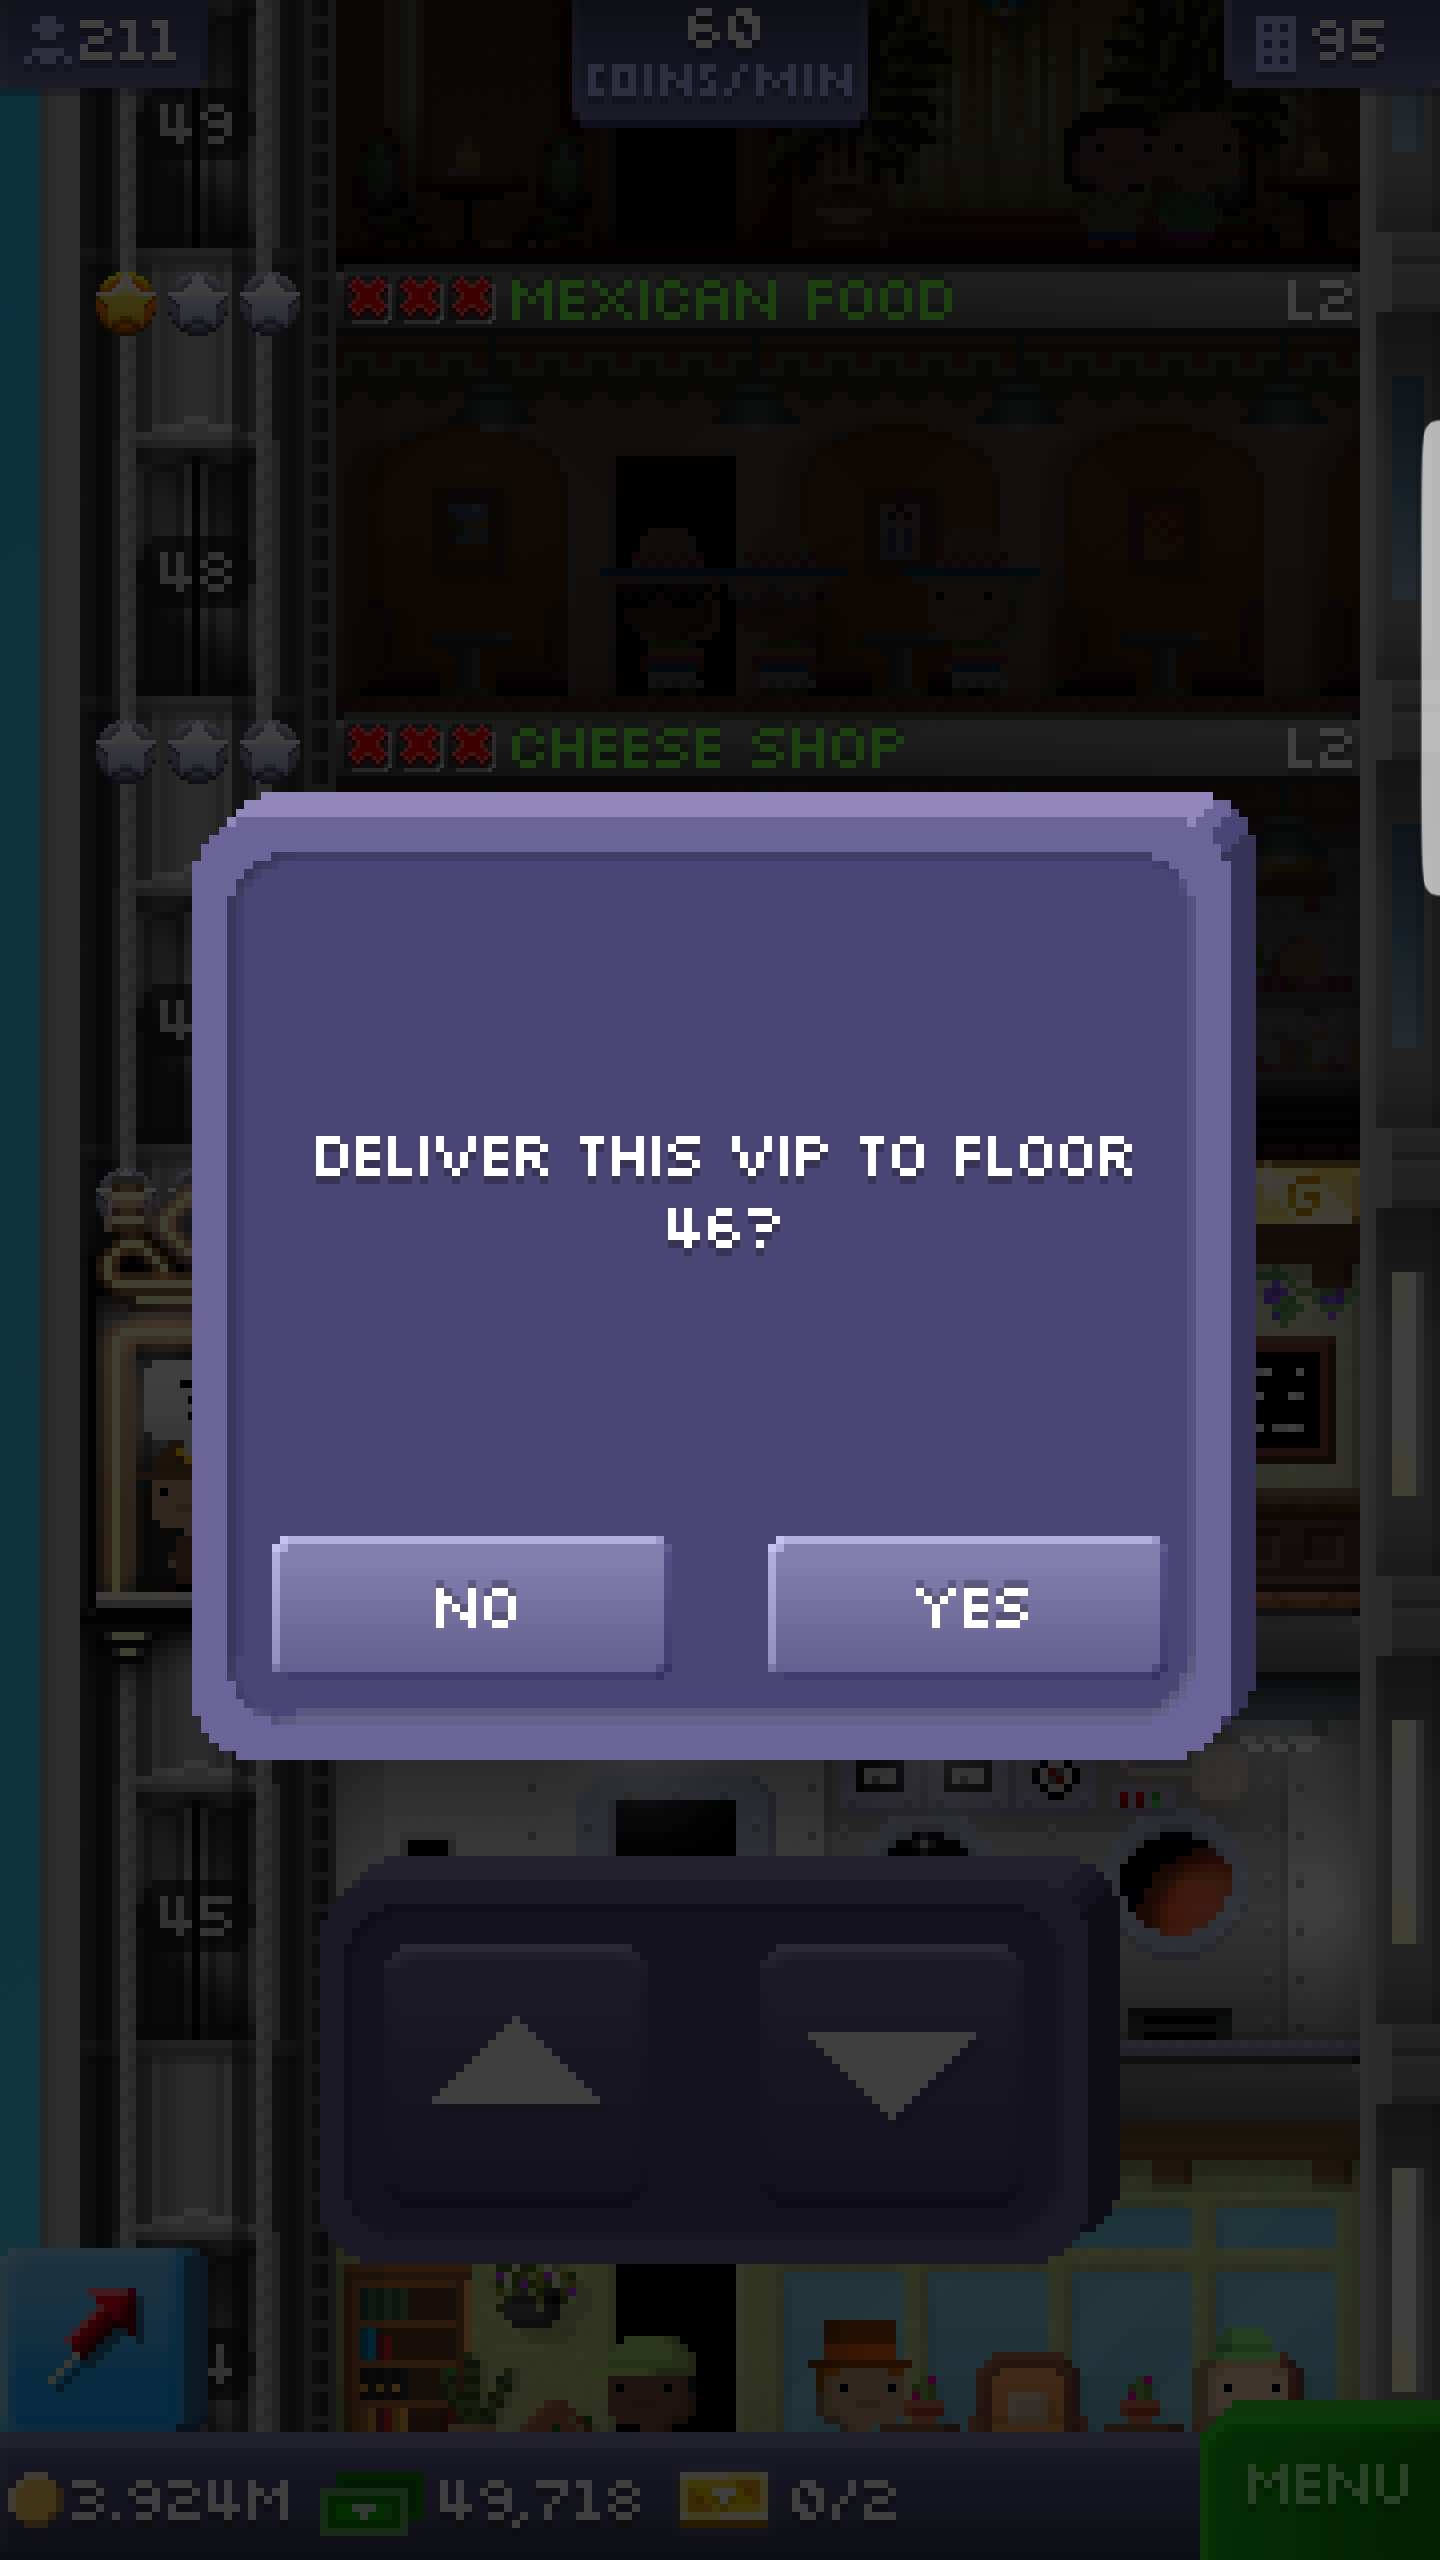 211
60
COINS/MIN
95
49
MEXICAN FOOD L2
48
CHEESE SHOP L2
DELIVER THIS VIP TO FLOOR
46?
NO YES
45
3.924M 49,718 0/2 MENU